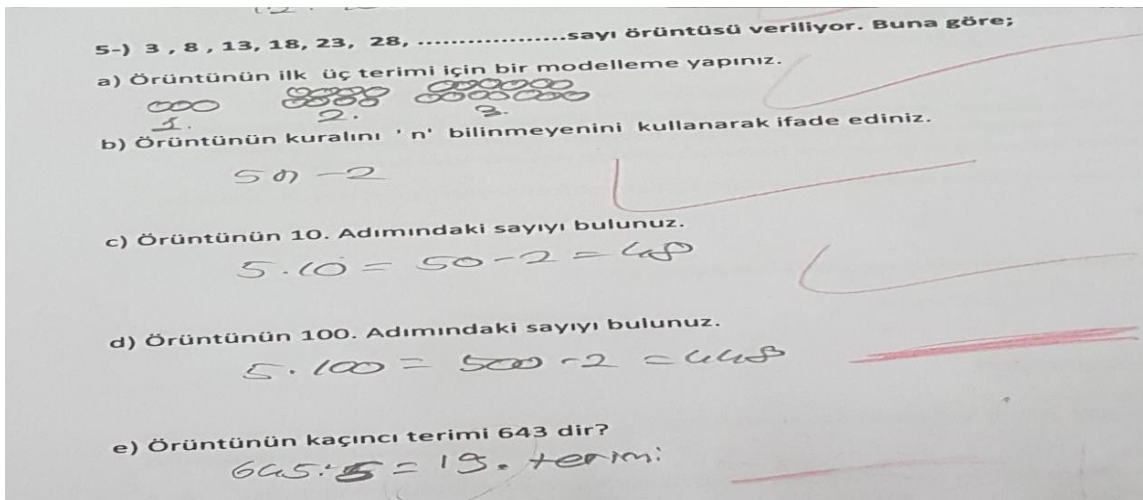 5-) 3 , 8 , 13, 18, 23, 28, ..................sayı örüntüsü veriliyor. Buna göre;
a) Örüntünün ilk üç terimi için bir modelleme yapınız.
1. 2. 3.
b) Örüntünün kuralını ' n' bilinmeyenini kullanarak ifade ediniz.
5n-2
c) Örüntünün 10. Adımındaki sayıyı bulunuz.
5.10 = 50-2 = 48
d) Örüntünün 100. Adımındaki sayıyı bulunuz.
5.100 = 500-2 = 448
e) Örüntünün kaçıncı terimi 643 dir?
645:5 = 19. terimi